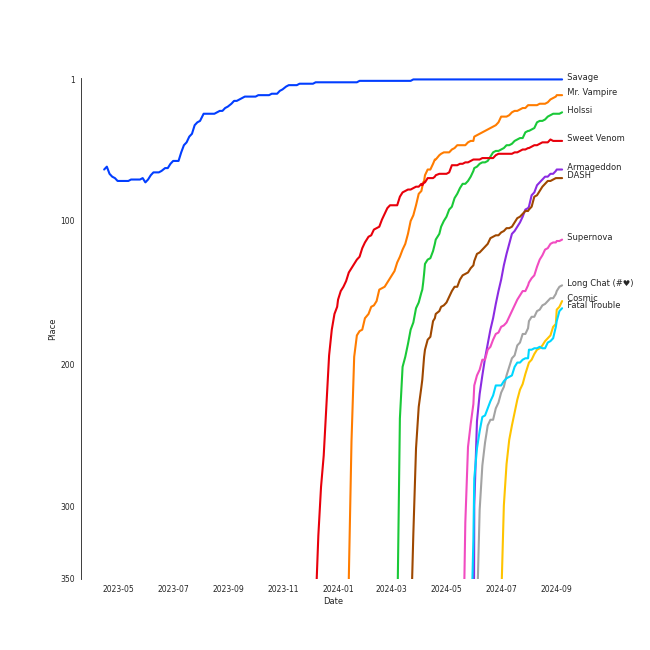 1
100
200
300
350
Place
2023-05 2023-07 2023-09 2023-11 2024-01 2024-03 2024-05 2024-07 2024-09
Date
Savage
Mr. Vampire
Holssi
Sweet Venom
Armageddon
DASH
Supernova
Long Chat (#♥)
Cosmic
Fatal Trouble